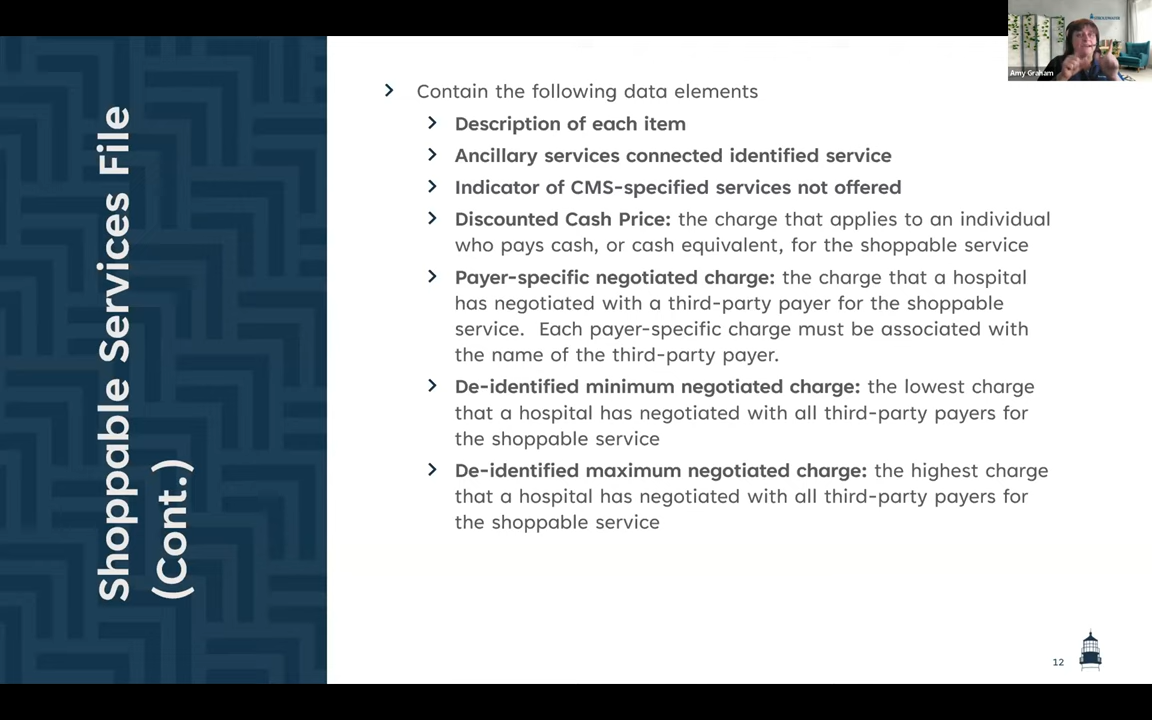 Shoppable Services File
(Cont.)
Contain the following data elements
Description of each item
Ancillary services connected identified service
Indicator of CMS-specified services not offered
Discounted Cash Price: the charge that applies to an individual
who pays cash, or cash equivalent, for the shoppable service
Payer-specific negotiated charge: the charge that a hospital
has negotiated with a third-party payer for the shoppable
service.  Each payer-specific charge must be associated with
the name of the third-party payer.
De-identified minimum negotiated charge: the lowest charge
that a hospital has negotiated with all third-party payers for
the shoppable service
De-identified maximum negotiated charge: the highest charge
that a hospital has negotiated with all third-party payers for
the shoppable service
12
Amy Graham